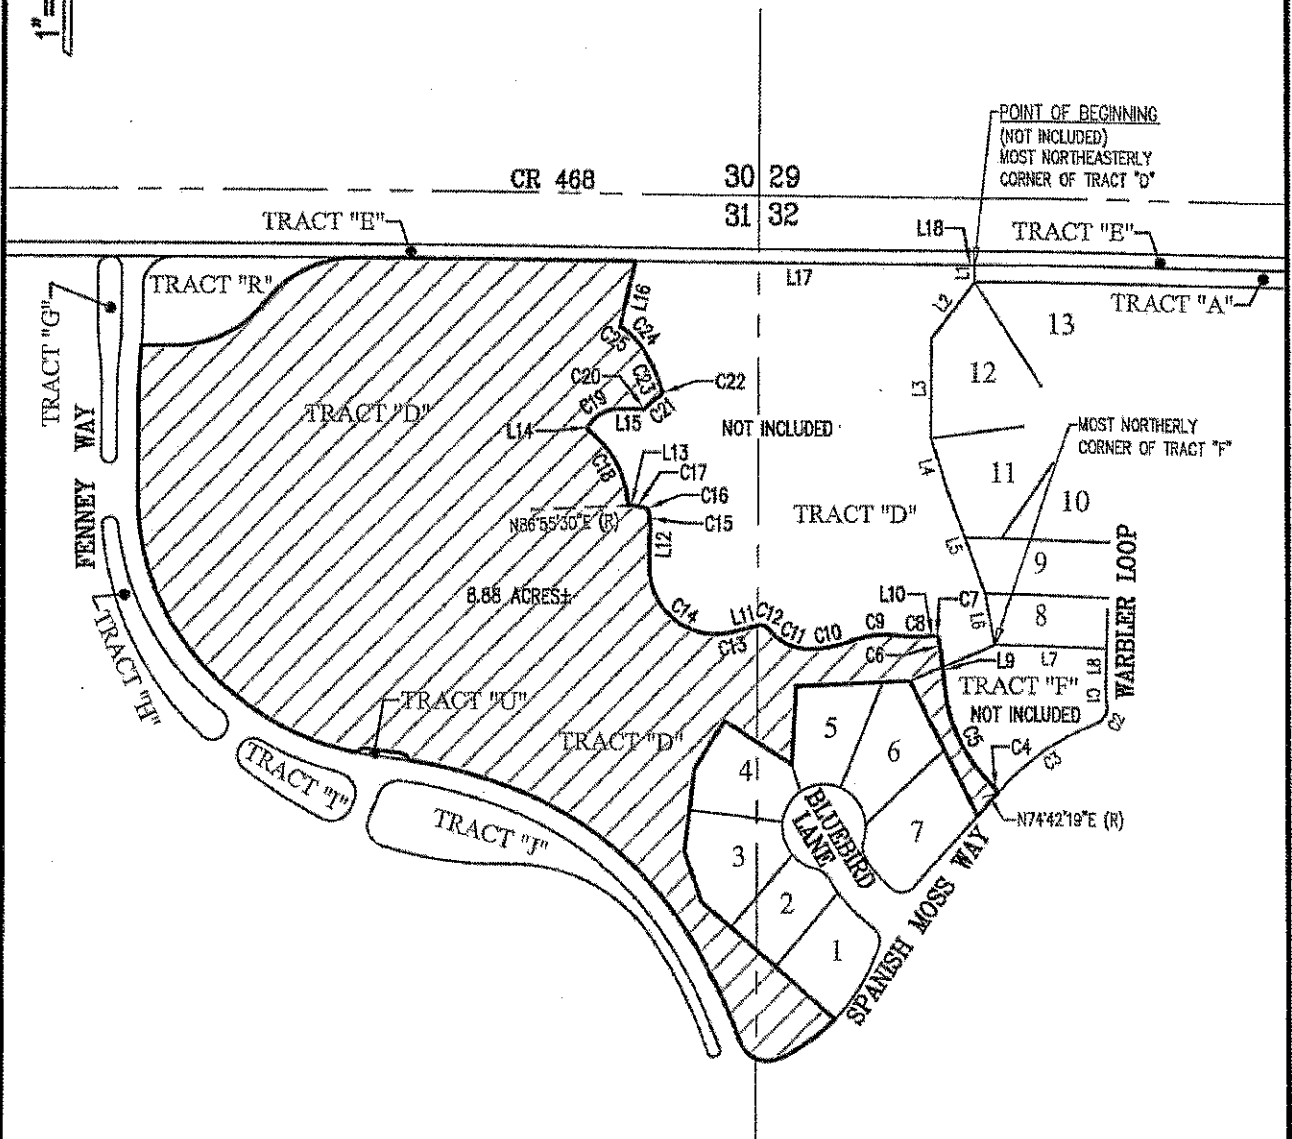 1"=
POINT OF BEGINNING
(NOT INCLUDED)
MOST NORTHEASTERLY
CORNER OF TRACT "D"
CR 468
30 29
31 32
TRACT "E"
L18
TRACT "E"
TRACT "R"
L16
L17
L1
TRACT "A"
L2
13
TRACT "G"
C24
C25
C23
C20
C22
C19
C21
L15
L14
TRACT "D"
NOT INCLUDED
12
L3
MOST NORTHERLY
CORNER OF TRACT "F"
L4
11
10
FENNEY WAY
C18
L13
C17
C16
C15
N86°55'30"E (R)
L12
TRACT "D"
L5
9
8
WARBLER LOOP
8.88 ACRES±
TRACT "H"
C14
L11
C12
C13
C11
C10
C9
C8
L10
C7
C6
L6
L9
L7
L8
TRACT "F"
NOT INCLUDED
C1
C2
C3
C4
C5
N74°42'19"E (R)
TRACT "U"
TRACT "D"
5
6
4
7
3
2
1
BLUEBIRD
LANE
SPANISH MOSS WAY
TRACT "I"
TRACT "J"